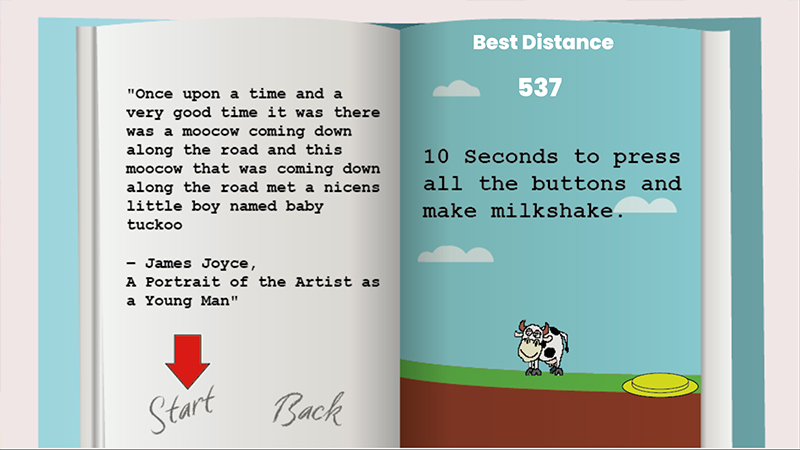 "Once upon a time and a
very good time it was there
was a moocow coming down
along the road and this
moocow that was coming down
along the road met a nicens
little boy named baby
tuckoo
— James Joyce,
A Portrait of the Artist as
a Young Man"
Start
Back
Best Distance
537
10 Seconds to press
all the buttons and
make milkshake.